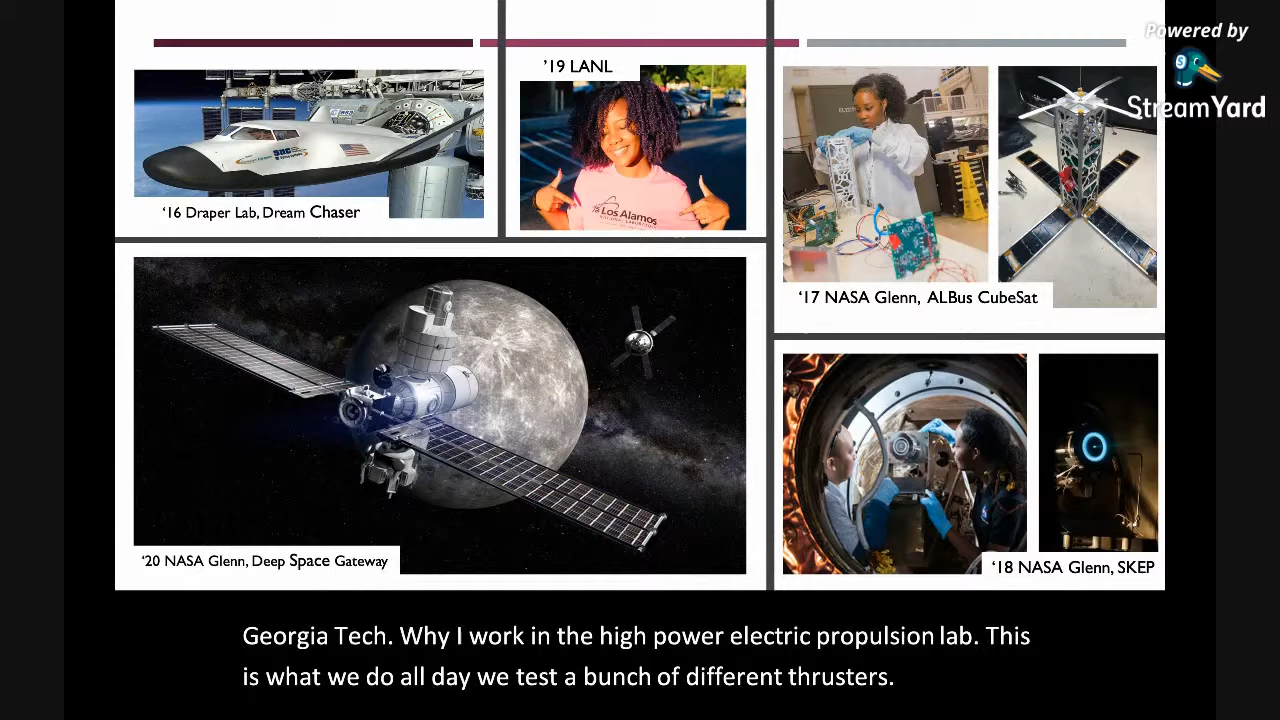 Powered by
StreamYard
'19 LANL
Los Alamos
'16 Draper Lab, Dream Chaser
'17 NASA Glenn, ALBus CubeSat
'20 NASA Glenn, Deep Space Gateway
'18 NASA Glenn, SKEP
Georgia Tech. Why I work in the high power electric propulsion lab. This
is what we do all day we test a bunch of different thrusters.